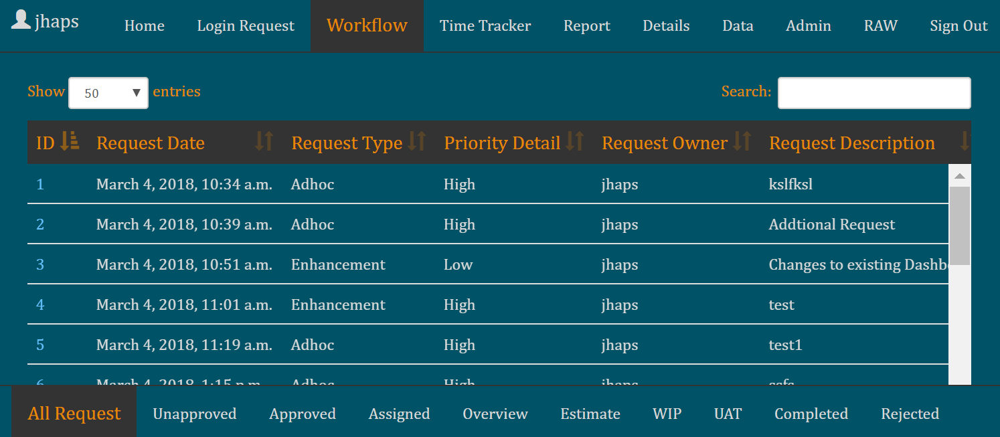 jhaps Home Login Request Workflow Time Tracker Report Details Data Admin RAW Sign Out
Show 50 entries Search:
ID Request Date Request Type Priority Detail Request Owner Request Description
1 March 4, 2018, 10:34 a.m. Adhoc High jhaps kslfksl
2 March 4, 2018, 10:39 a.m. Adhoc High jhaps Addtional Request
3 March 4, 2018, 10:51 a.m. Enhancement Low jhaps Changes to existing Dashbo
4 March 4, 2018, 11:01 a.m. Enhancement High jhaps test
5 March 4, 2018, 11:19 a.m. Adhoc High jhaps test1
6 March 4, 2018, 1:15 p.m. Adhoc High jhaps
All Request Unapproved Approved Assigned Overview Estimate WIP UAT Completed Rejected